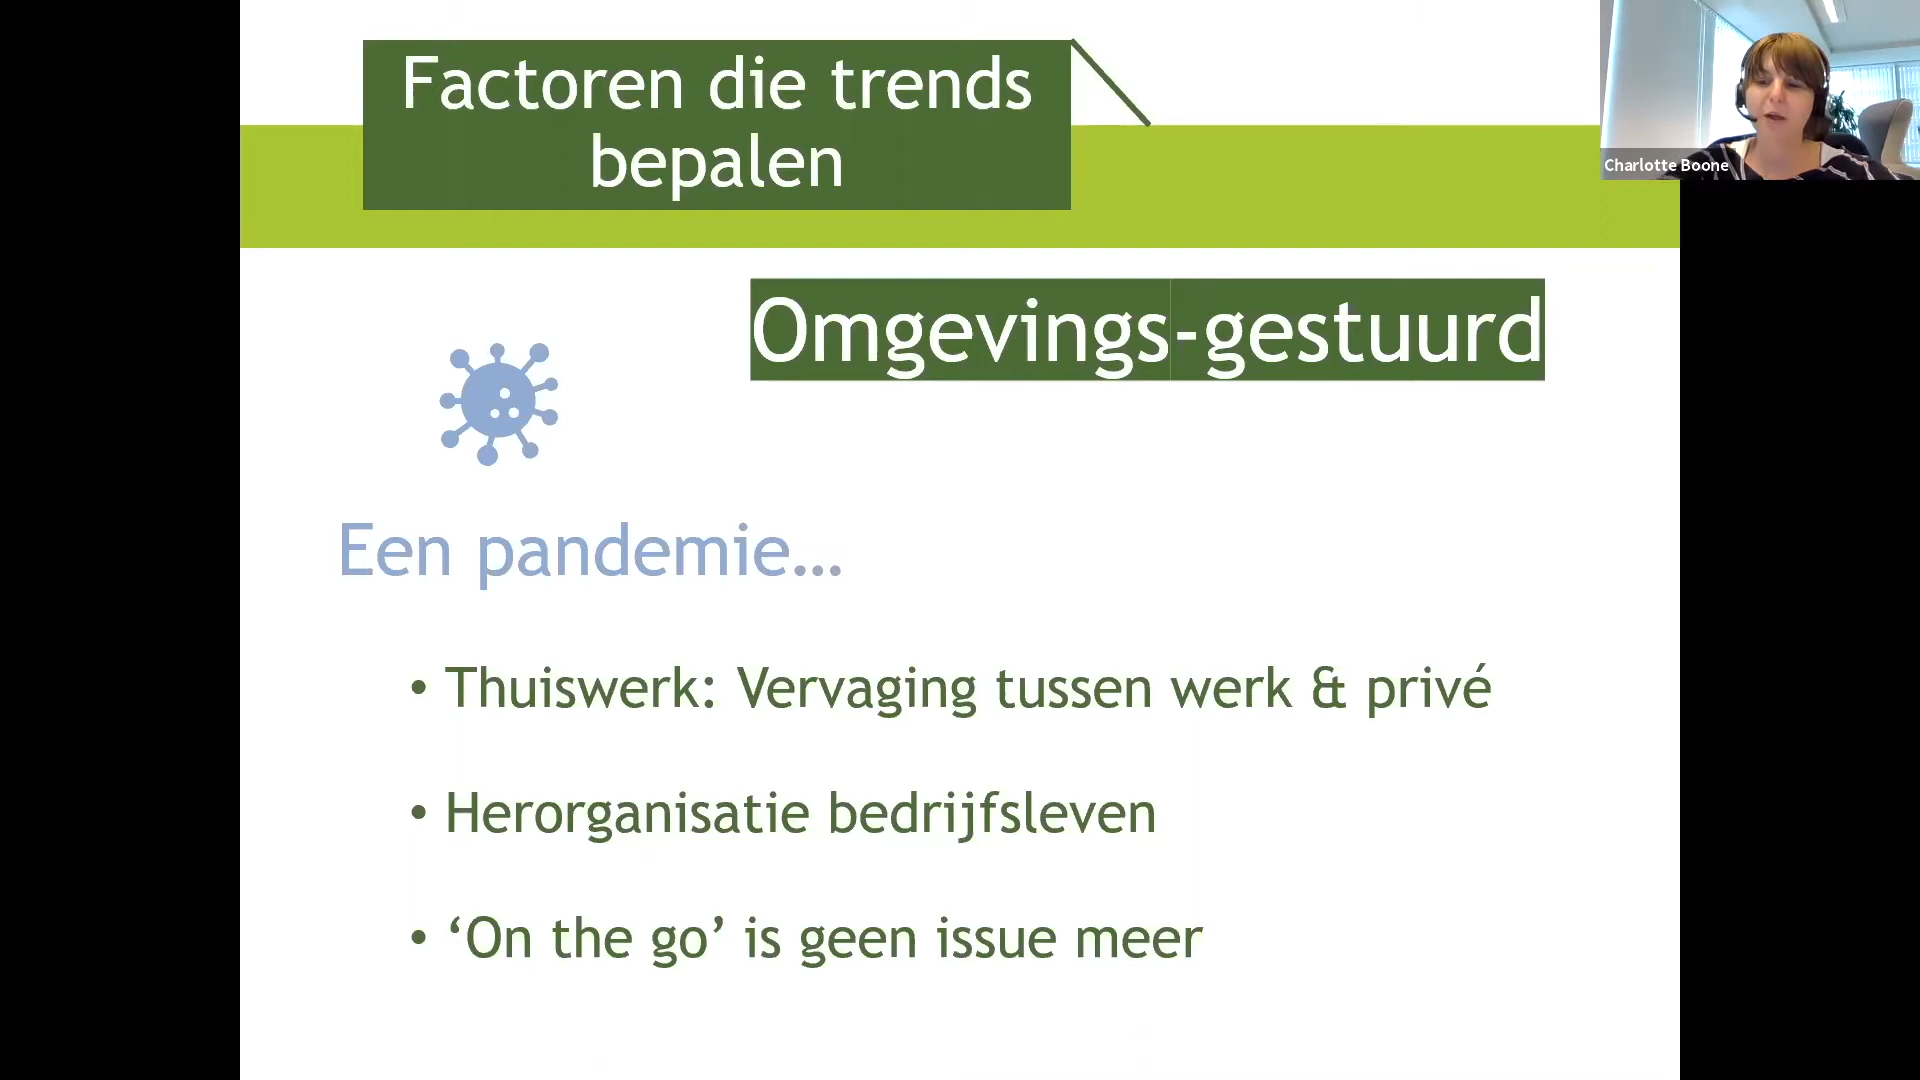 Factoren die trends
bepalen
Charlotte Boone
Omgevings-gestuurd
Een pandemie...
• Thuiswerk: Vervaging tussen werk & privé
• Herorganisatie bedrijfsleven
• ‘On the go’ is geen issue meer